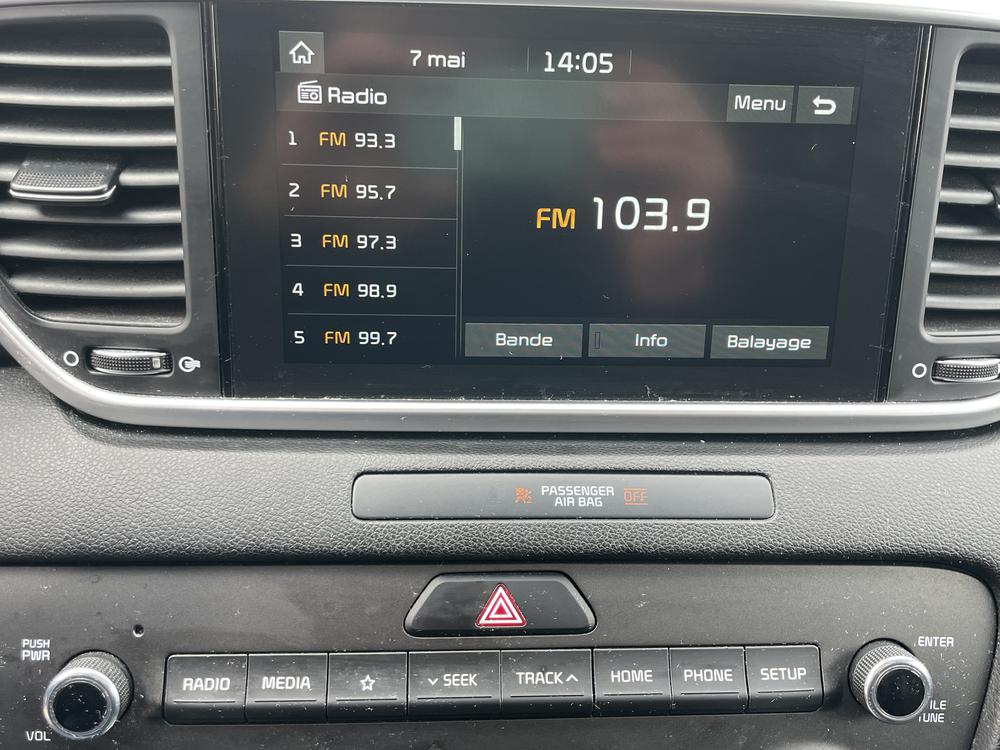 7 mai 14:05
Radio Menu
1 FM 93.3
2 FM 95.7
3 FM 97.3
4 FM 98.9
5 FM 99.7
FM 103.9
Bande Info Balayage
PASSENGER
AIR BAG OFF
PUSH
PWR
VOL
RADIO MEDIA SEEK TRACK HOME PHONE SETUP
ENTER
TUNE